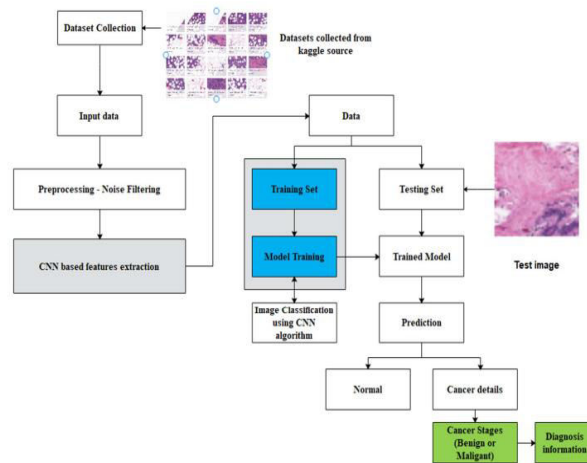 Dataset Collection
Datasets collected from
kaggle source
Input data
Data
Preprocessing - Noise Filtering
Training Set
Testing Set
CNN based features extraction
Model Training
Trained Model
Test image
Image Classification
using CNN
algorithm
Prediction
Normal
Cancer details
Cancer Stages
(Benign or
Maligant)
Diagnosis
information